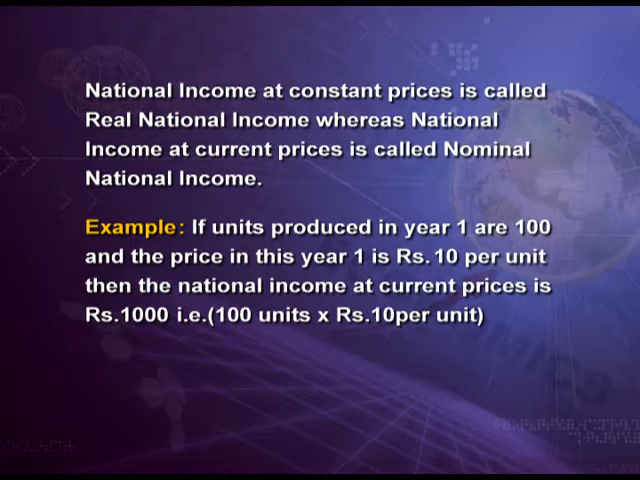 National Income at constant prices is called
Real National Income whereas National
Income at current prices is called Nominal
National Income.
Example: If units produced in year 1 are 100
and the price in this year 1 is Rs.10 per unit
then the national income at current prices is
Rs.1000 i.e.(100 units x Rs.10per unit)